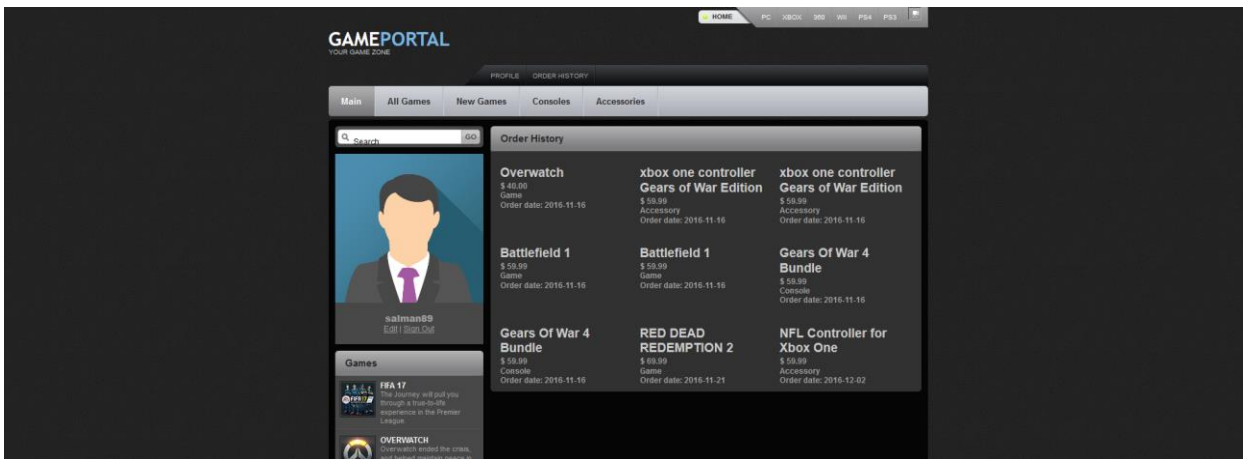 HOME PC XBOX 360 WII PS4 PS3
GAMEPORTAL
YOUR GAME ZONE
PROFILE ORDER HISTORY
Main All Games New Games Consoles Accessories
Search GO
salman89
Edit | Sign Out
Games
FIFA 17
The Journey will pull you
through a true-to-life
experience in the Premier
League
OVERWATCH
Overwatch ended the crisis,
and helped maintain peace in
Order History
Overwatch
$ 40.00
Game
Order date: 2016-11-16
xbox one controller
Gears of War Edition
$ 59.99
Accessory
Order date: 2016-11-16
xbox one controller
Gears of War Edition
$ 59.99
Accessory
Order date: 2016-11-16
Battlefield 1
$ 59.99
Game
Order date: 2016-11-16
Battlefield 1
$ 59.99
Game
Order date: 2016-11-16
Gears Of War 4
Bundle
$ 59.99
Console
Order date: 2016-11-16
Gears Of War 4
Bundle
$ 59.99
Console
Order date: 2016-11-16
RED DEAD
REDEMPTION 2
$ 69.99
Game
Order date: 2016-11-21
NFL Controller for
Xbox One
$ 59.99
Accessory
Order date: 2016-12-02